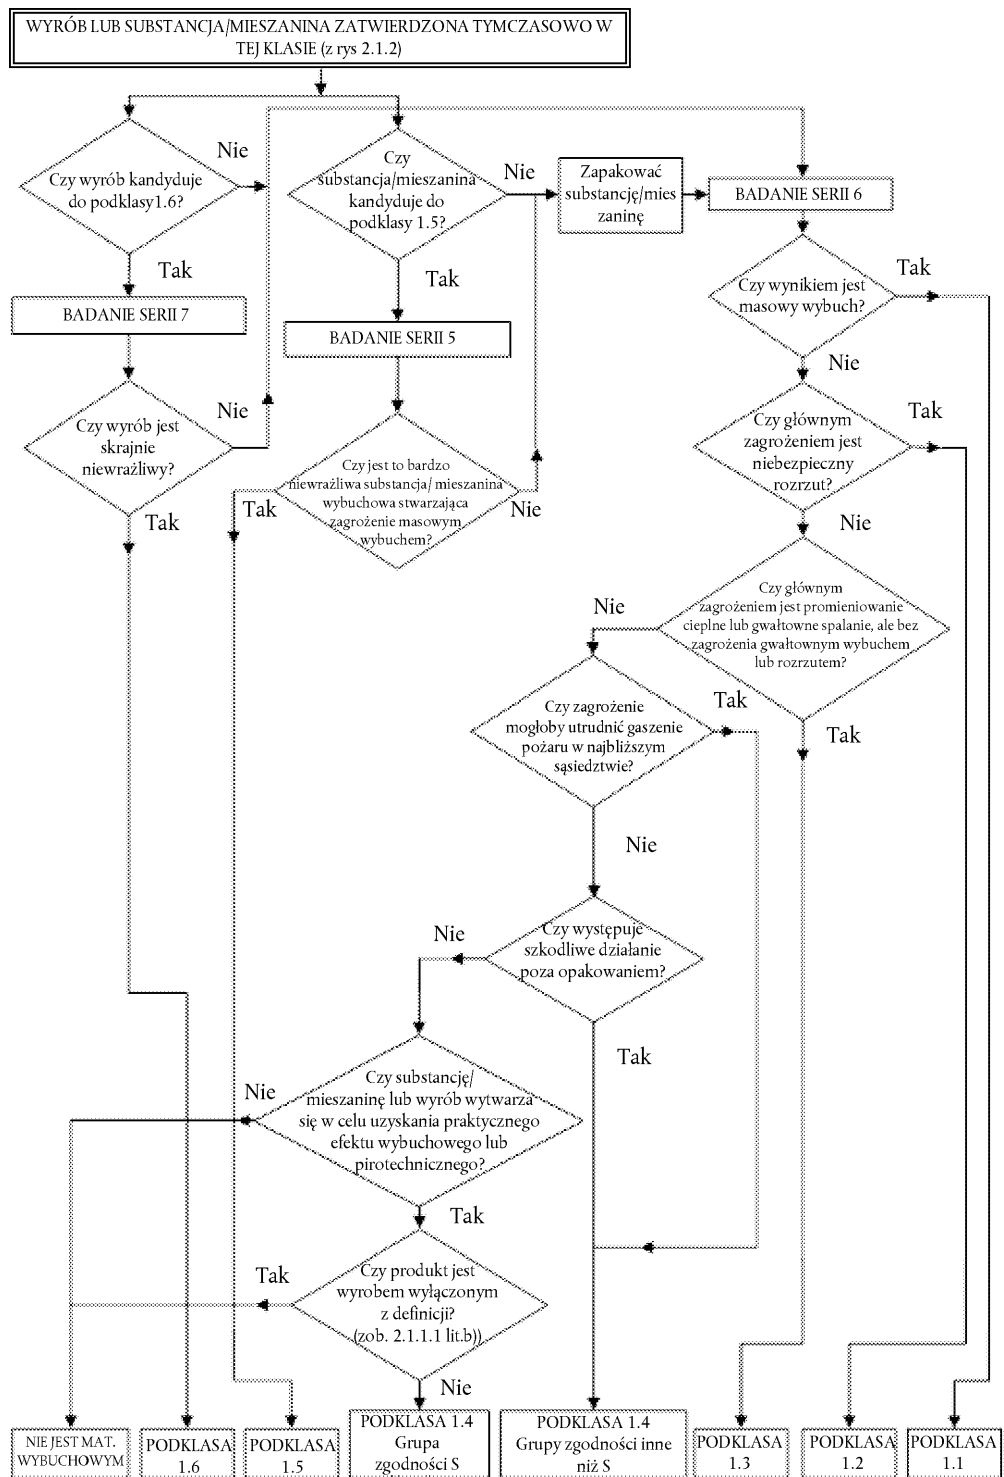 WYRÓB LUB SUBSTANCJA/MIESZANINA ZATWIERDZONA TYMCZASOWO W
TEJ KLASIE (z rys 2.1.2)
Czy wyrób kandyduje
do podklasy1.6?
Nie
Tak
BADANIE SERII 7
Czy wyrób jest
skrajnie
niewrażliwy?
Nie
Tak
Czy
substancja/mieszanina
kandyduje do
podklasy 1.5?
Nie
Tak
BADANIE SERII 5
Czy jest to bardzo
niewrażliwa substancja/ mieszanina
wybuchowa stwarzająca
zagrożenie masowym
wybuchem?
Tak
Nie
Zapakować
substancję/mies
zaninę
BADANIE SERII 6
Czy wynikiem jest
masowy wybuch?
Tak
Nie
Czy głównym
zagrożeniem jest
niebezpieczny
rozrzut?
Tak
Nie
Czy głównym
zagrożeniem jest promieniowanie
cieplne lub gwałtowne spalanie, ale bez
zagrożenia gwałtownym wybuchem
lub rozrzutem?
Nie
Tak
Czy zagrożenie
mogłoby utrudnić gaszenie
pożaru w najbliższym
sąsiedztwie?
Tak
Nie
Czy występuje
szkodliwe działanie
poza opakowaniem?
Nie
Tak
Czy substancję/
mieszaninę lub wyrób wytwarza
się w celu uzyskania praktycznego
efektu wybuchowego lub
pirotechnicznego?
Nie
Tak
Czy produkt jest
wyrobem wyłączonym
z definicji?
(zob. 2.1.1.1 lit.b))
Tak
Nie
NIE JEST MAT.
WYBUCHOWYM
PODKLASA
1.6
PODKLASA
1.5
PODKLASA 1.4
Grupa
zgodności S
PODKLASA 1.4
Grupy zgodności inne
niż S
PODKLASA
1.3
PODKLASA
1.2
PODKLASA
1.1